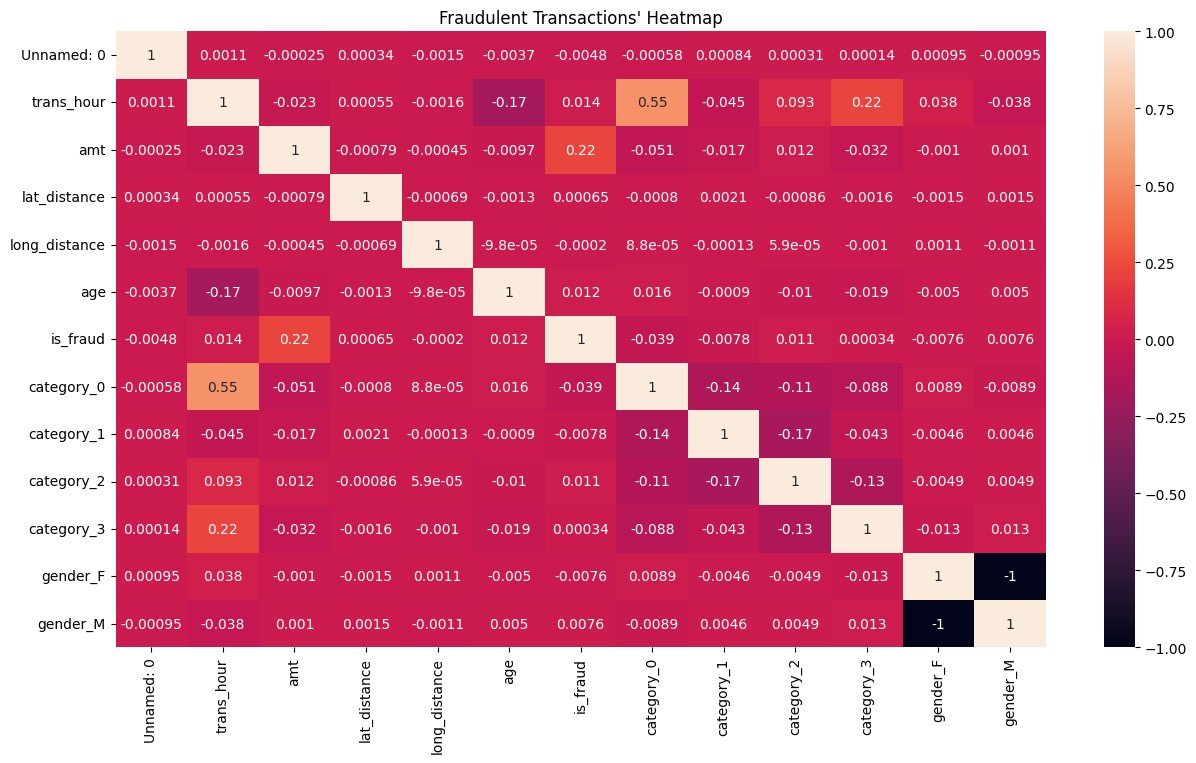 Fraudulent Transactions' Heatmap
Unnamed: 0 1 0.0011 -0.00025 0.00034 -0.0015 -0.0037 -0.0048 -0.00058 0.00084 0.00031 0.00014 0.00095 -0.00095
trans_hour 0.0011 1 -0.023 0.00055 -0.0016 -0.17 0.014 0.55 -0.045 0.093 0.22 0.038 -0.038
amt -0.00025 -0.023 1 -0.00079 -0.00045 -0.0097 0.22 -0.051 -0.017 0.012 -0.032 -0.001 0.001
lat_distance 0.00034 0.00055 -0.00079 1 -0.00069 -0.0013 0.00065 -0.0008 0.0021 -0.00086 -0.0016 -0.0015 0.0015
long_distance -0.0015 -0.0016 -0.00045 -0.00069 1 -9.8e-05 -0.0002 8.8e-05 -0.00013 5.9e-05 -0.001 0.0011 -0.0011
age -0.0037 -0.17 -0.0097 -0.0013 -9.8e-05 1 0.012 0.016 -0.0009 -0.01 -0.019 -0.005 0.005
is_fraud -0.0048 0.014 0.22 0.00065 -0.0002 0.012 1 -0.039 -0.0078 0.011 0.00034 -0.0076 0.0076
category_0 -0.00058 0.55 -0.051 -0.0008 8.8e-05 0.016 -0.039 1 -0.14 -0.11 -0.088 0.0089 -0.0089
category_1 0.00084 -0.045 -0.017 0.0021 -0.00013 -0.0009 -0.0078 -0.14 1 -0.17 -0.043 -0.0046 0.0046
category_2 0.00031 0.093 0.012 -0.00086 5.9e-05 -0.01 0.011 -0.11 -0.17 1 -0.13 -0.0049 0.0049
category_3 0.00014 0.22 -0.032 -0.0016 -0.001 -0.019 0.00034 -0.088 -0.043 -0.13 1 -0.013 0.013
gender_F 0.00095 0.038 -0.001 -0.0015 0.0011 -0.005 -0.0076 0.0089 -0.0046 -0.0049 -0.013 1 -1
gender_M -0.00095 -0.038 0.001 0.0015 -0.0011 0.005 0.0076 -0.0089 0.0046 0.0049 0.013 -1 1
Unnamed: 0
trans_hour
amt
lat_distance
long_distance
age
is_fraud
category_0
category_1
category_2
category_3
gender_F
gender_M
1.00
0.75
0.50
0.25
0.00
−0.25
−0.50
−0.75
−1.00